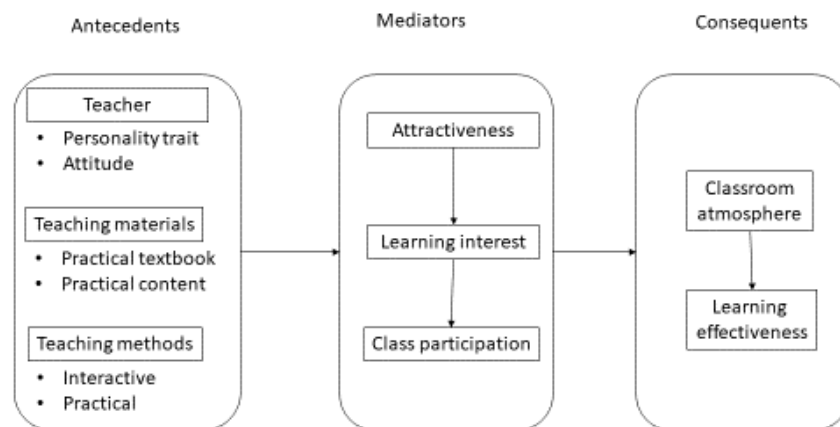 Antecedents
Mediators
Consequents
Teacher
• Personality trait
• Attitude
Teaching materials
• Practical textbook
• Practical content
Teaching methods
• Interactive
• Practical
Attractiveness
Learning interest
Class participation
Classroom
atmosphere
Learning
effectiveness